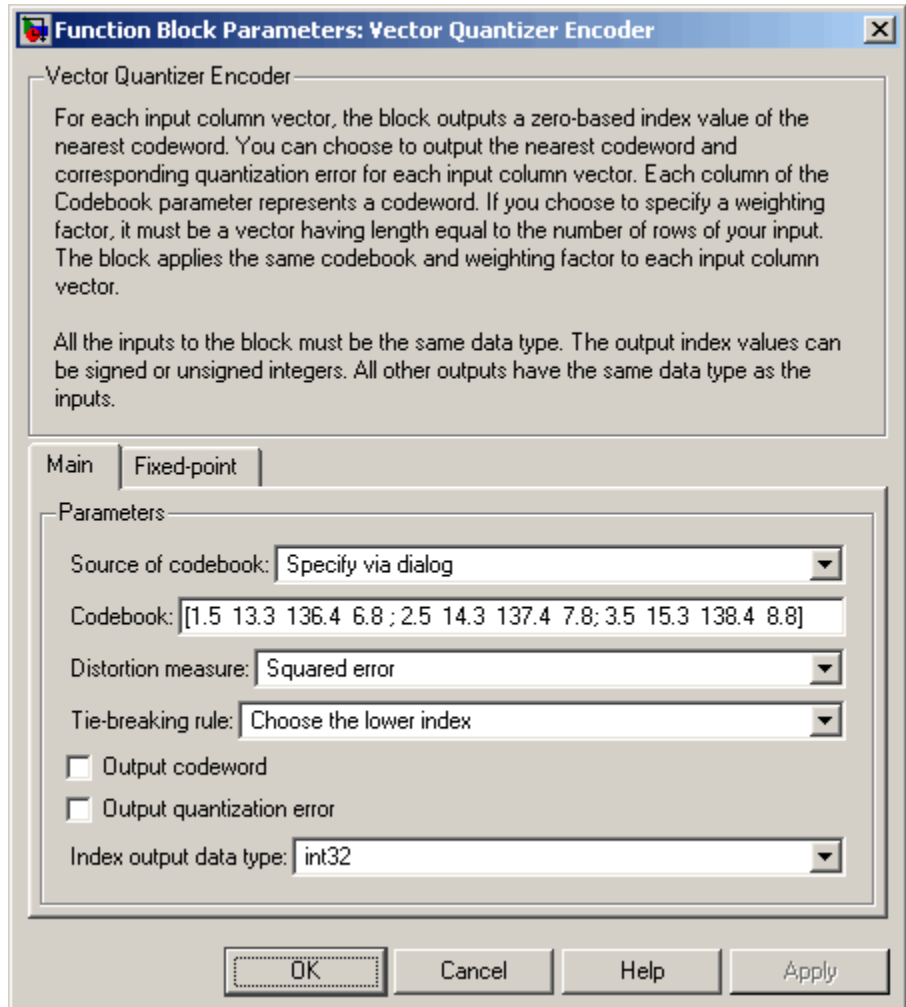 Function Block Parameters: Vector Quantizer Encoder
Vector Quantizer Encoder
For each input column vector, the block outputs a zero-based index value of the
nearest codeword. You can choose to output the nearest codeword and
corresponding quantization error for each input column vector. Each column of the
Codebook parameter represents a codeword. If you choose to specify a weighting
factor, it must be a vector having length equal to the number of rows of your input.
The block applies the same codebook and weighting factor to each input column
vector.
All the inputs to the block must be the same data type. The output index values can
be signed or unsigned integers. All other outputs have the same data type as the
inputs.
Main Fixed-point
Parameters
Source of codebook: Specify via dialog
Codebook: [1.5 13.3 136.4 6.8 ; 2.5 14.3 137.4 7.8; 3.5 15.3 138.4 8.8]
Distortion measure: Squared error
Tie-breaking rule: Choose the lower index
Output codeword
Output quantization error
Index output data type: int32
OK Cancel Help Apply